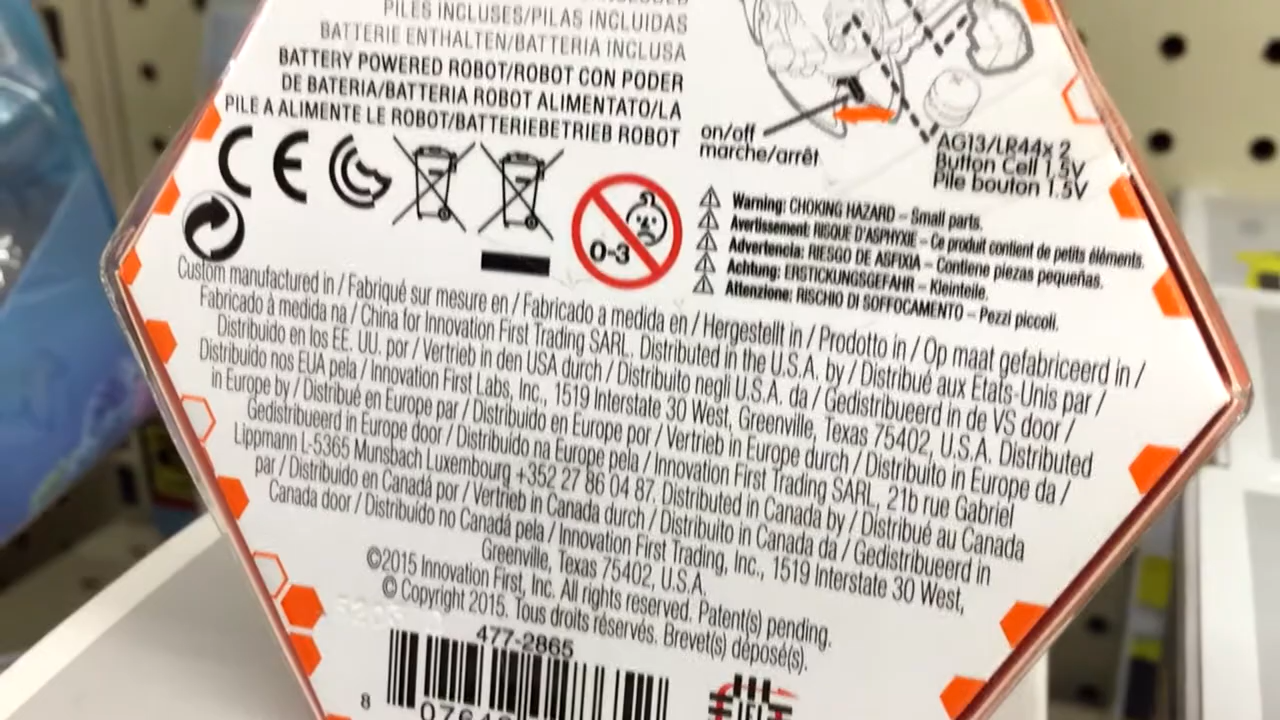 PILES INCLUSES/PILAS INCLUIDAS
BATTERIE ENTHALTEN/BATTERIA INCLUSA
BATTERY POWERED ROBOT/ROBOT CON PODER
DE BATERIA/BATTERIA ROBOT ALIMENTATO/LA
PILE A ALIMENTE LE ROBOT/BATTERIEBETRIEB ROBOT
on/off
marche/arrêt
AG13/LR44x 2
Button Cell 1,5V
Pile bouton 1.5V
CE
0-3
Warning: CHOKING HAZARD – Small parts.
Avertissement: RISQUE D'ASPHYXIE – Ce produit contient de petits éléments.
Advertencia: RIESGO DE ASFIXIA – Contiene piezas pequeñas.
Achtung: ERSTICKUNGSGEFAHR – Kleinteile.
Attenzione: RISCHIO DI SOFFOCAMENTO – Pezzi piccoli.
Custom manufactured in / Fabriqué sur mesure en / Fabricado a medida en / Hergestellt in / Prodotto in / Op maat gefabriceerd in /
Fabricado à medida na / China for Innovation First Trading SARL. Distributed in the U.S.A. by / Distribué aux États-Unis par /
Distribuido en los EE. UU. por / Vertrieb in den USA durch / Distribuito negli U.S.A. da / Gedistribueerd in de VS door /
Distribuído nos EUA pela / Innovation First Labs, Inc., 1519 Interstate 30 West, Greenville, Texas 75402, U.S.A. Distributed
in Europe by / Distribué en Europe par / Distribuido en Europe por / Vertrieb in Europe durch / Distribuito in Europe da /
Gedistribueerd in Europe door / Distribuído na Europe pela / Innovation First Trading SARL, 21b rue Gabriel
Lippmann L-5365 Munsbach Luxembourg +352 27 86 04 87. Distributed in Canada by / Distribué au Canada
par / Distribuido en Canadá por / Vertrieb in Canada durch / Distribuito in Canada da / Gedistribueerd in
Canada door / Distribuído no Canadá pela / Innovation First Trading, Inc., 1519 Interstate 30 West,
Greenville, Texas 75402, U.S.A.
©2015 Innovation First, Inc. All rights reserved. Patent(s) pending.
© Copyright 2015. Tous droits réservés. Brevet(s) déposé(s).
477-2865
8